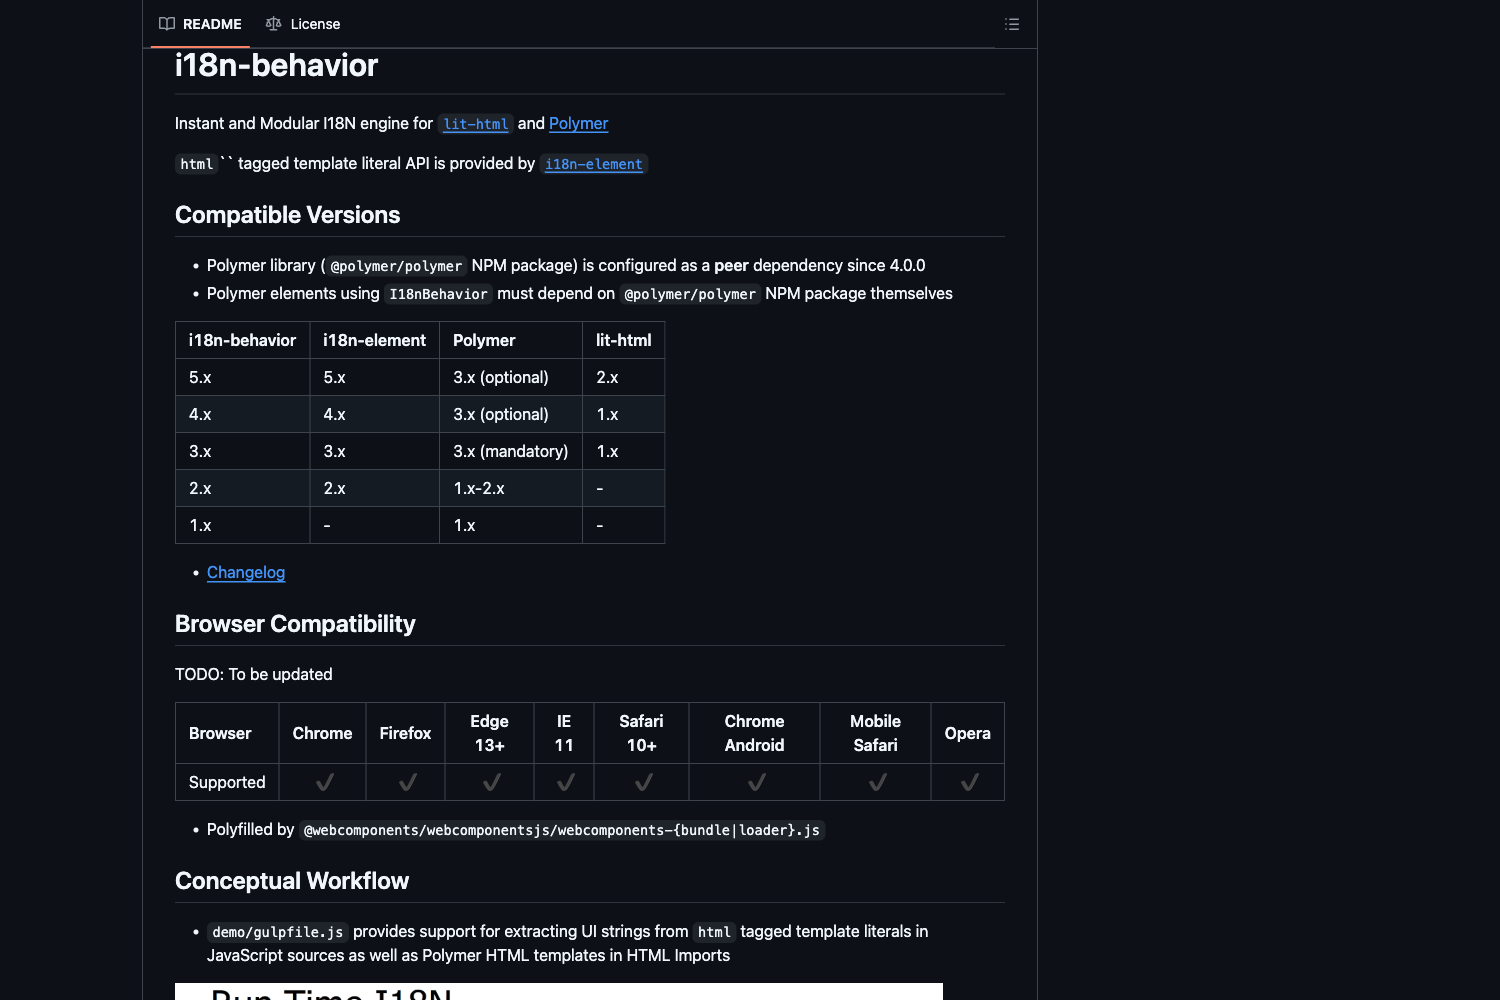 README License
i18n-behavior
Instant and Modular I18N engine for lit-html and Polymer
html`` tagged template literal API is provided by i18n-element
Compatible Versions
• Polymer library (@polymer/polymer NPM package) is configured as a peer dependency since 4.0.0
• Polymer elements using I18nBehavior must depend on @polymer/polymer NPM package themselves
i18n-behavior i18n-element Polymer lit-html
5.x 5.x 3.x (optional) 2.x
4.x 4.x 3.x (optional) 1.x
3.x 3.x 3.x (mandatory) 1.x
2.x 2.x 1.x-2.x -
1.x - 1.x -
• Changelog
Browser Compatibility
TODO: To be updated
Browser Chrome Firefox Edge 13+ IE 11 Safari 10+ Chrome Android Mobile Safari Opera
Supported ✔ ✔ ✔ ✔ ✔ ✔ ✔ ✔
• Polyfilled by @webcomponents/webcomponentsjs/webcomponents-{bundle|loader}.js
Conceptual Workflow
• demo/gulpfile.js provides support for extracting UI strings from html tagged template literals in
JavaScript sources as well as Polymer HTML templates in HTML Imports
Run Time I18N